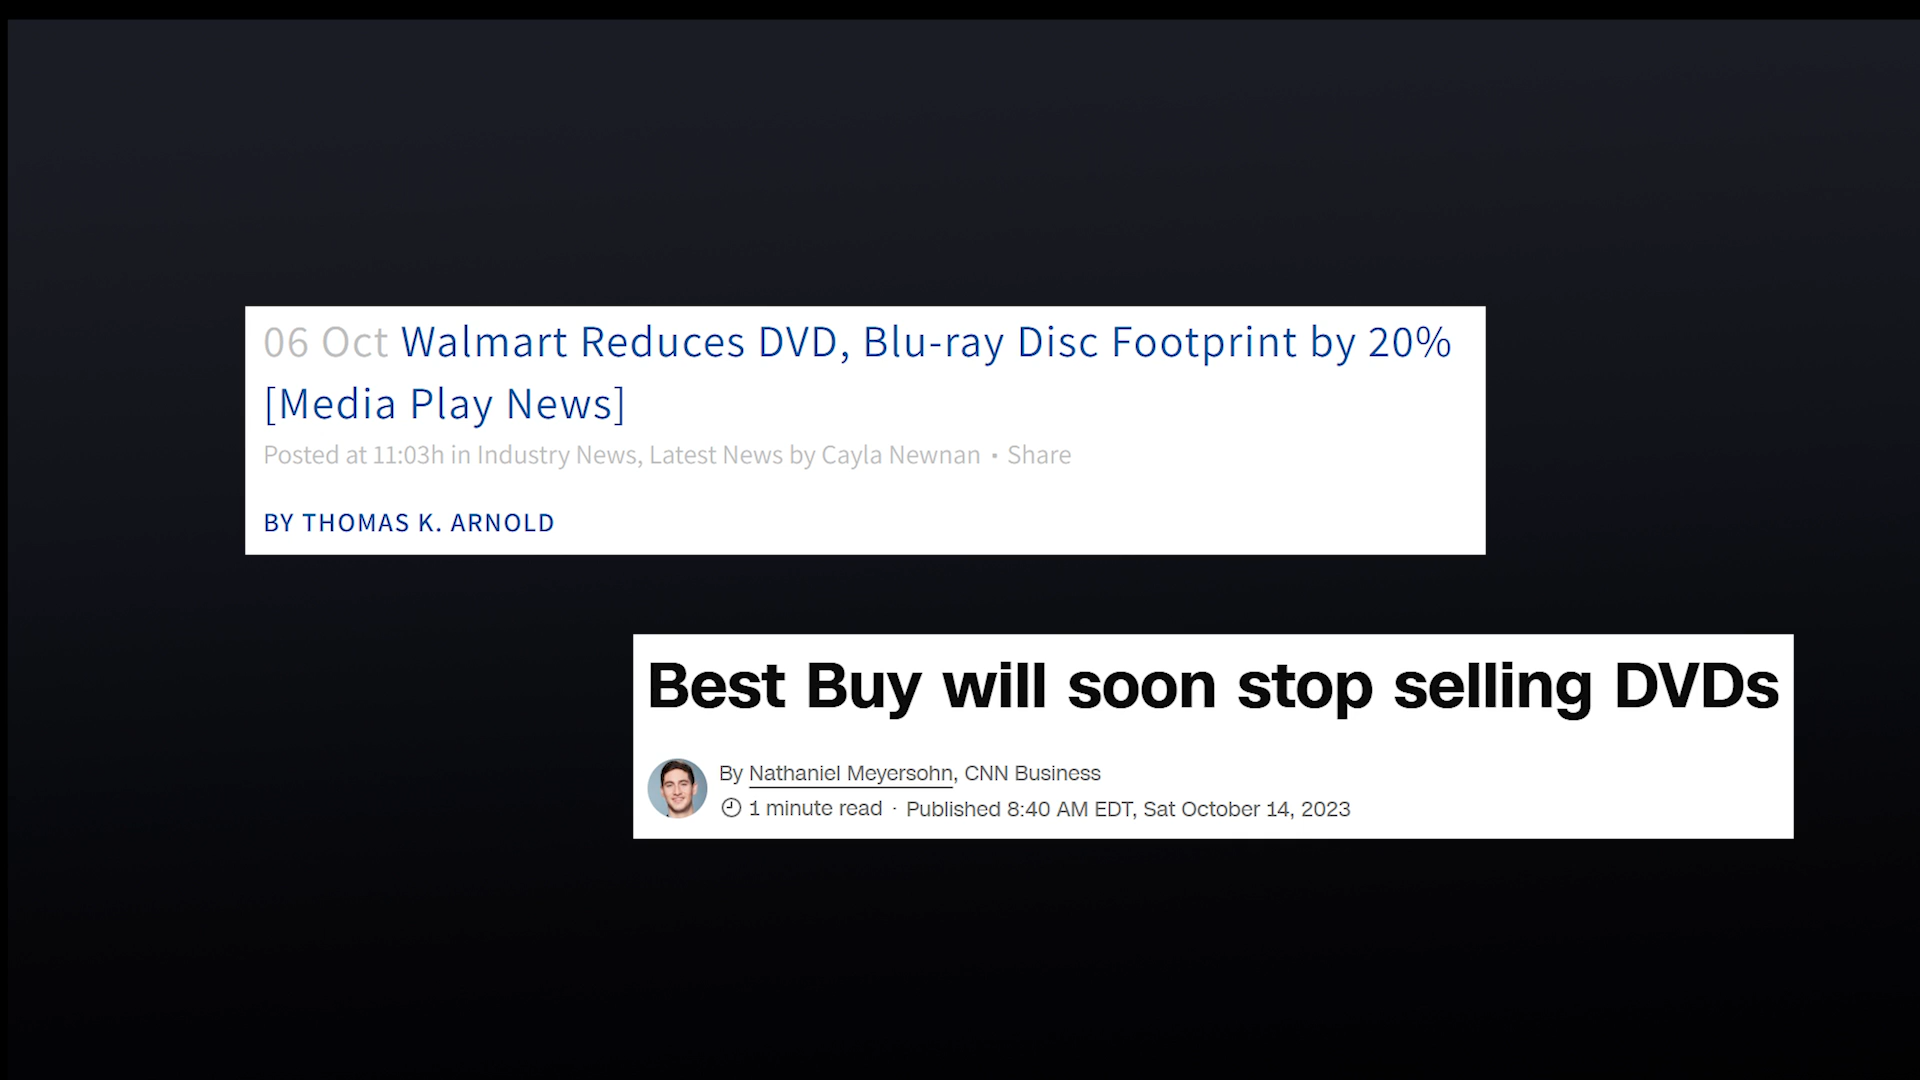 06 Oct Walmart Reduces DVD, Blu-ray Disc Footprint by 20%
[Media Play News]
Posted at 11:03h in Industry News, Latest News by Cayla Newnan • Share
BY THOMAS K. ARNOLD
Best Buy will soon stop selling DVDs
By Nathaniel Meyersohn, CNN Business
1 minute read · Published 8:40 AM EDT, Sat October 14, 2023